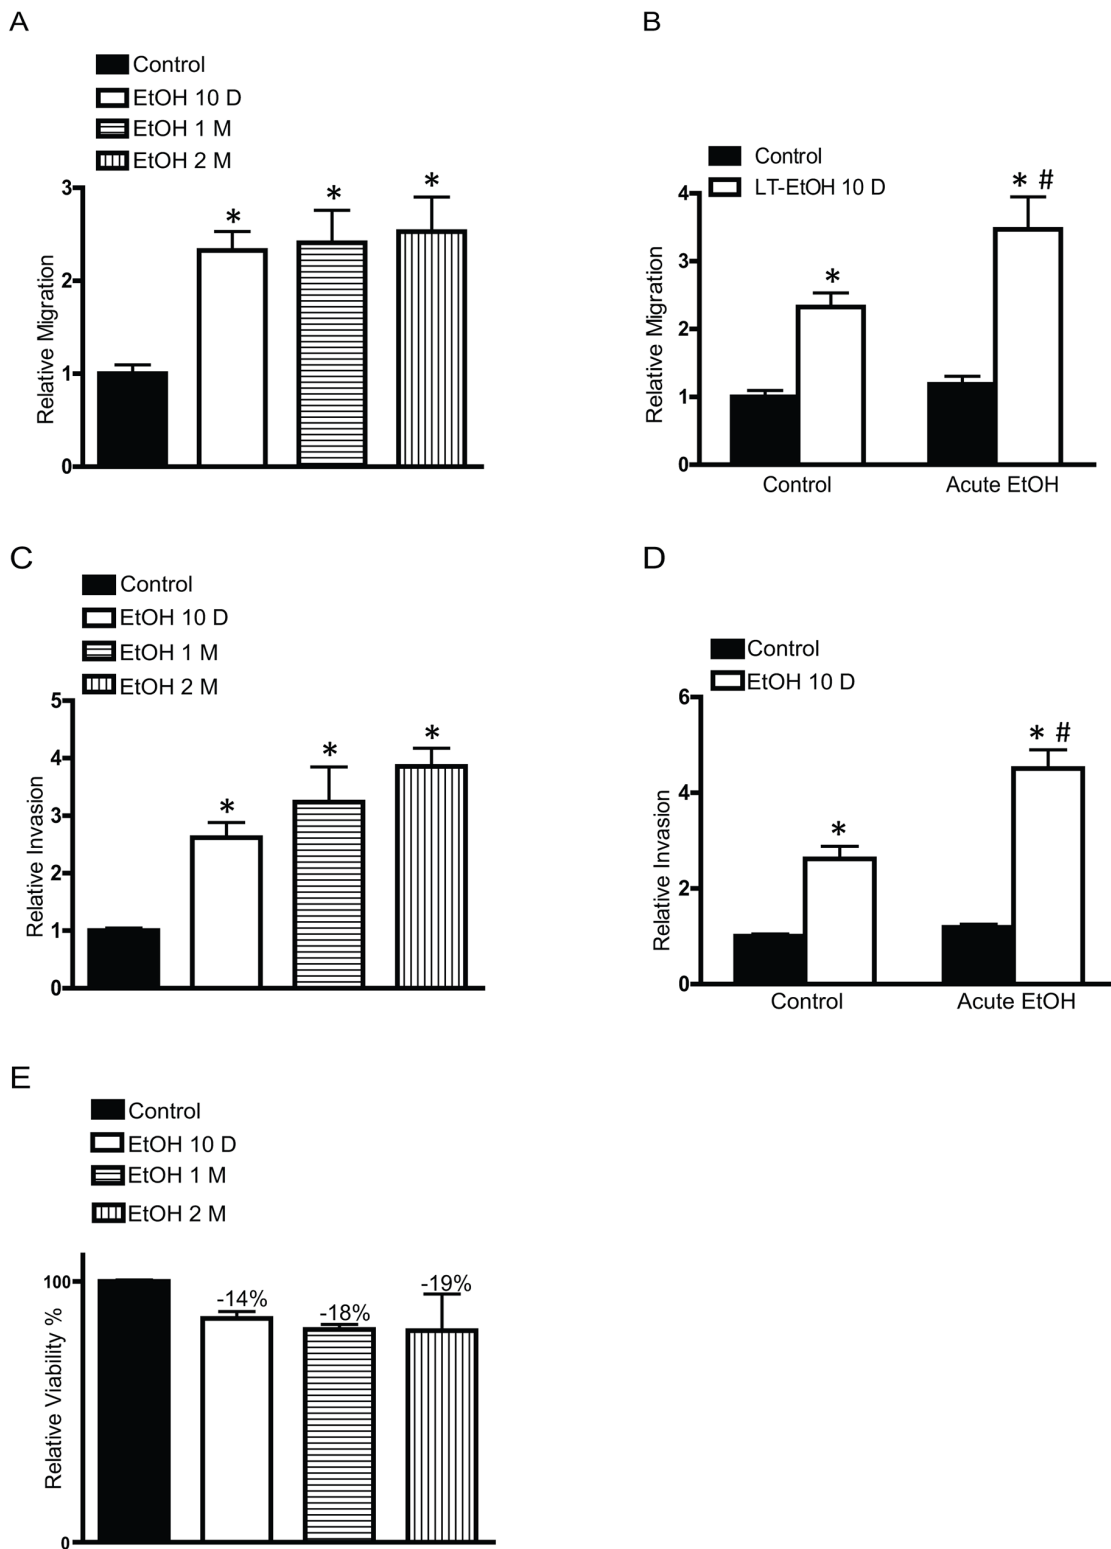 A
Control
EtOH 10 D
EtOH 1 M
EtOH 2 M
Relative Migration
3
2
1
0
*
*
*
B
Control
LT-EtOH 10 D
Relative Migration
4
3
2
1
0
*
* #
Control
Acute EtOH
C
Control
EtOH 10 D
EtOH 1 M
EtOH 2 M
Relative Invasion
5
4
3
2
1
0
*
*
*
D
Control
EtOH 10 D
Relative Invasion
6
4
2
0
*
* #
Control
Acute EtOH
E
Control
EtOH 10 D
EtOH 1 M
EtOH 2 M
Relative Viability %
100
0
-14%
-18%
-19%